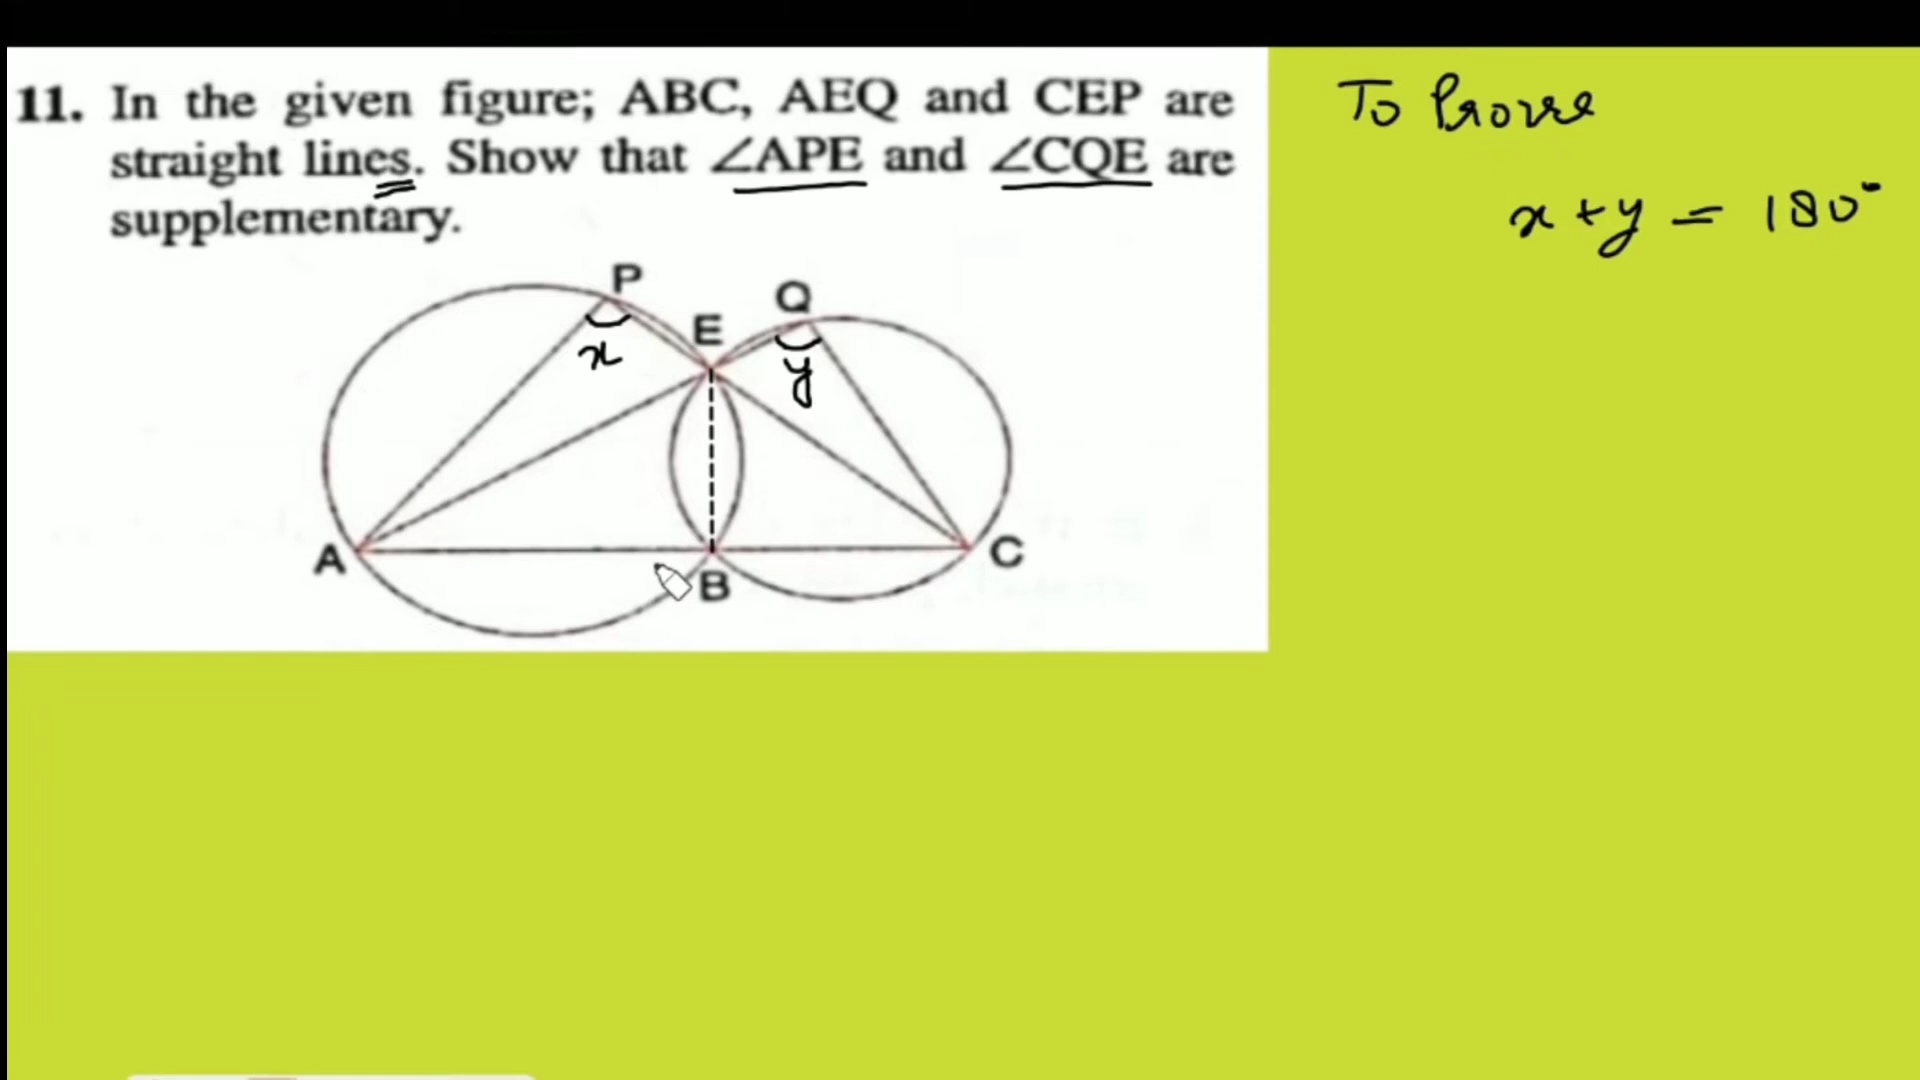 11. In the given figure; ABC, AEQ and CEP are
straight lines. Show that ∠APE and ∠CQE are
supplementary.
To Prove
x + y = 180°
P
Q
E
x
y
A
B
C